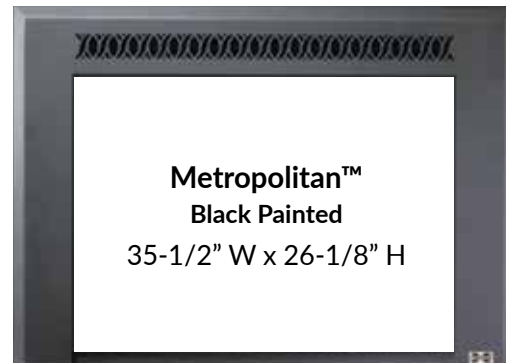 Metropolitan™
Black Painted
35-1/2” W x 26-1/8” H